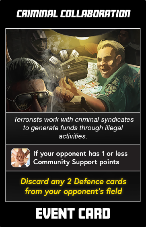 CRIMINAL COLLABORATION
Terrorists work with criminal syndicates
to generate funds through illegal
activities.
If your opponent has 1 or less
Community Support points
Discard any 2 Defence cards
from your opponent's field
EVENT CARD